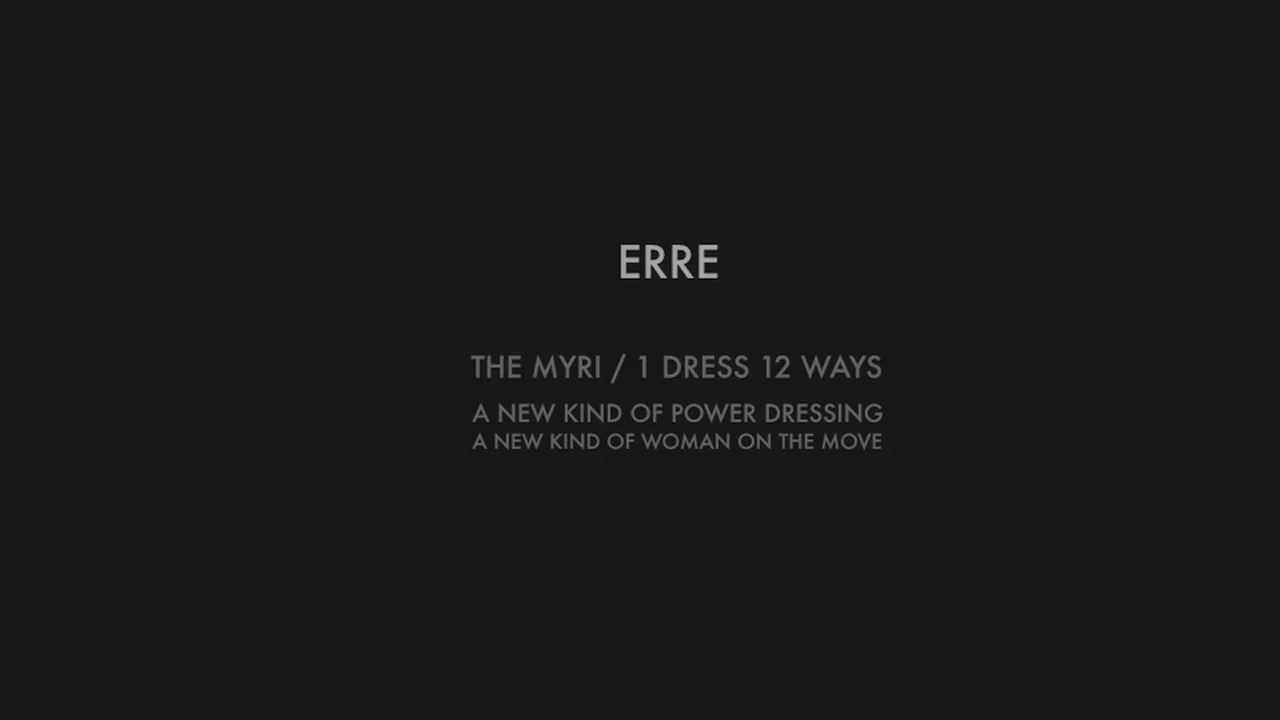 ERRE
THE MYRI / 1 DRESS 12 WAYS
A NEW KIND OF POWER DRESSING
A NEW KIND OF WOMAN ON THE MOVE